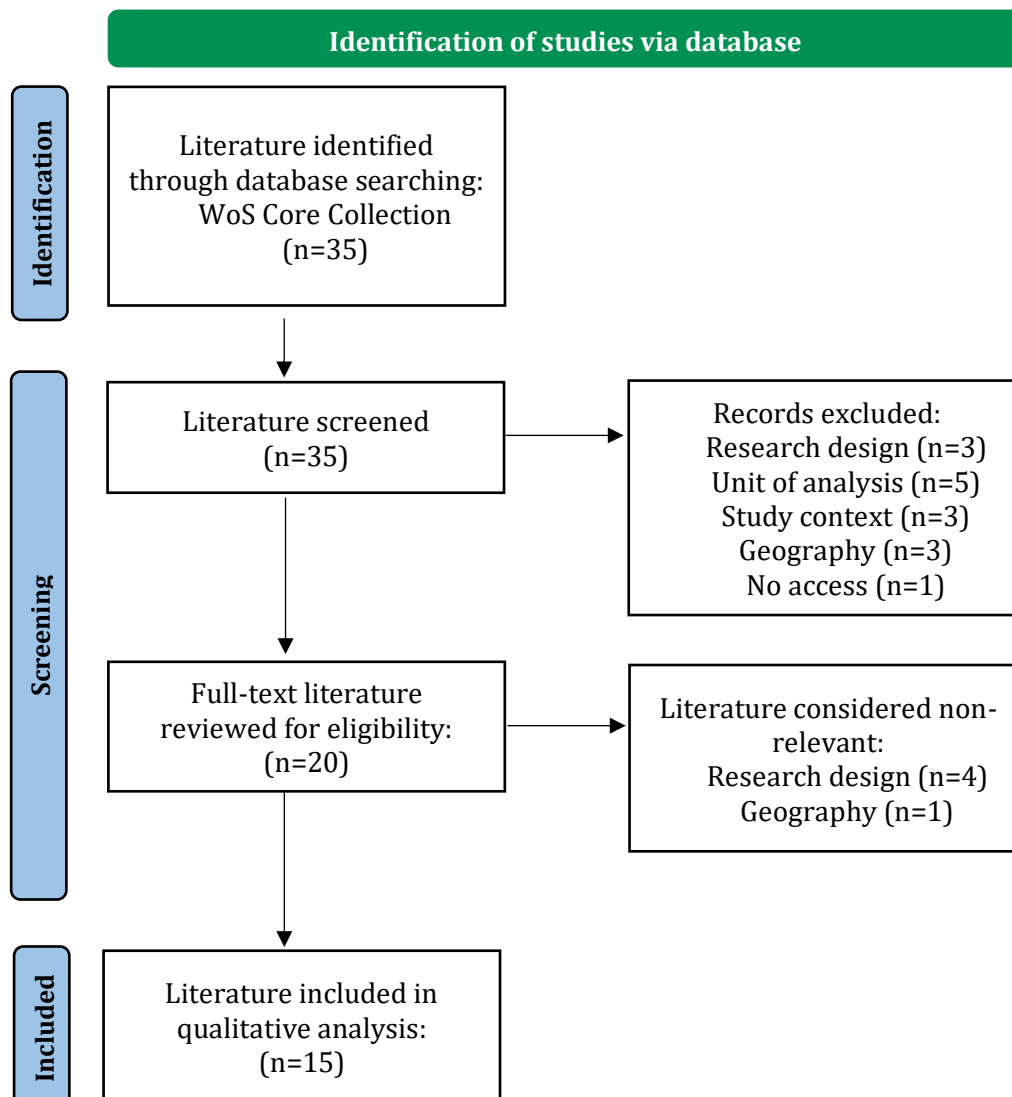 Identification of studies via database
Identification
Literature identified
through database searching:
WoS Core Collection
(n=35)
Screening
Literature screened
(n=35)
Records excluded:
Research design (n=3)
Unit of analysis (n=5)
Study context (n=3)
Geography (n=3)
No access (n=1)
Full-text literature
reviewed for eligibility:
(n=20)
Literature considered non-
relevant:
Research design (n=4)
Geography (n=1)
Included
Literature included in
qualitative analysis:
(n=15)